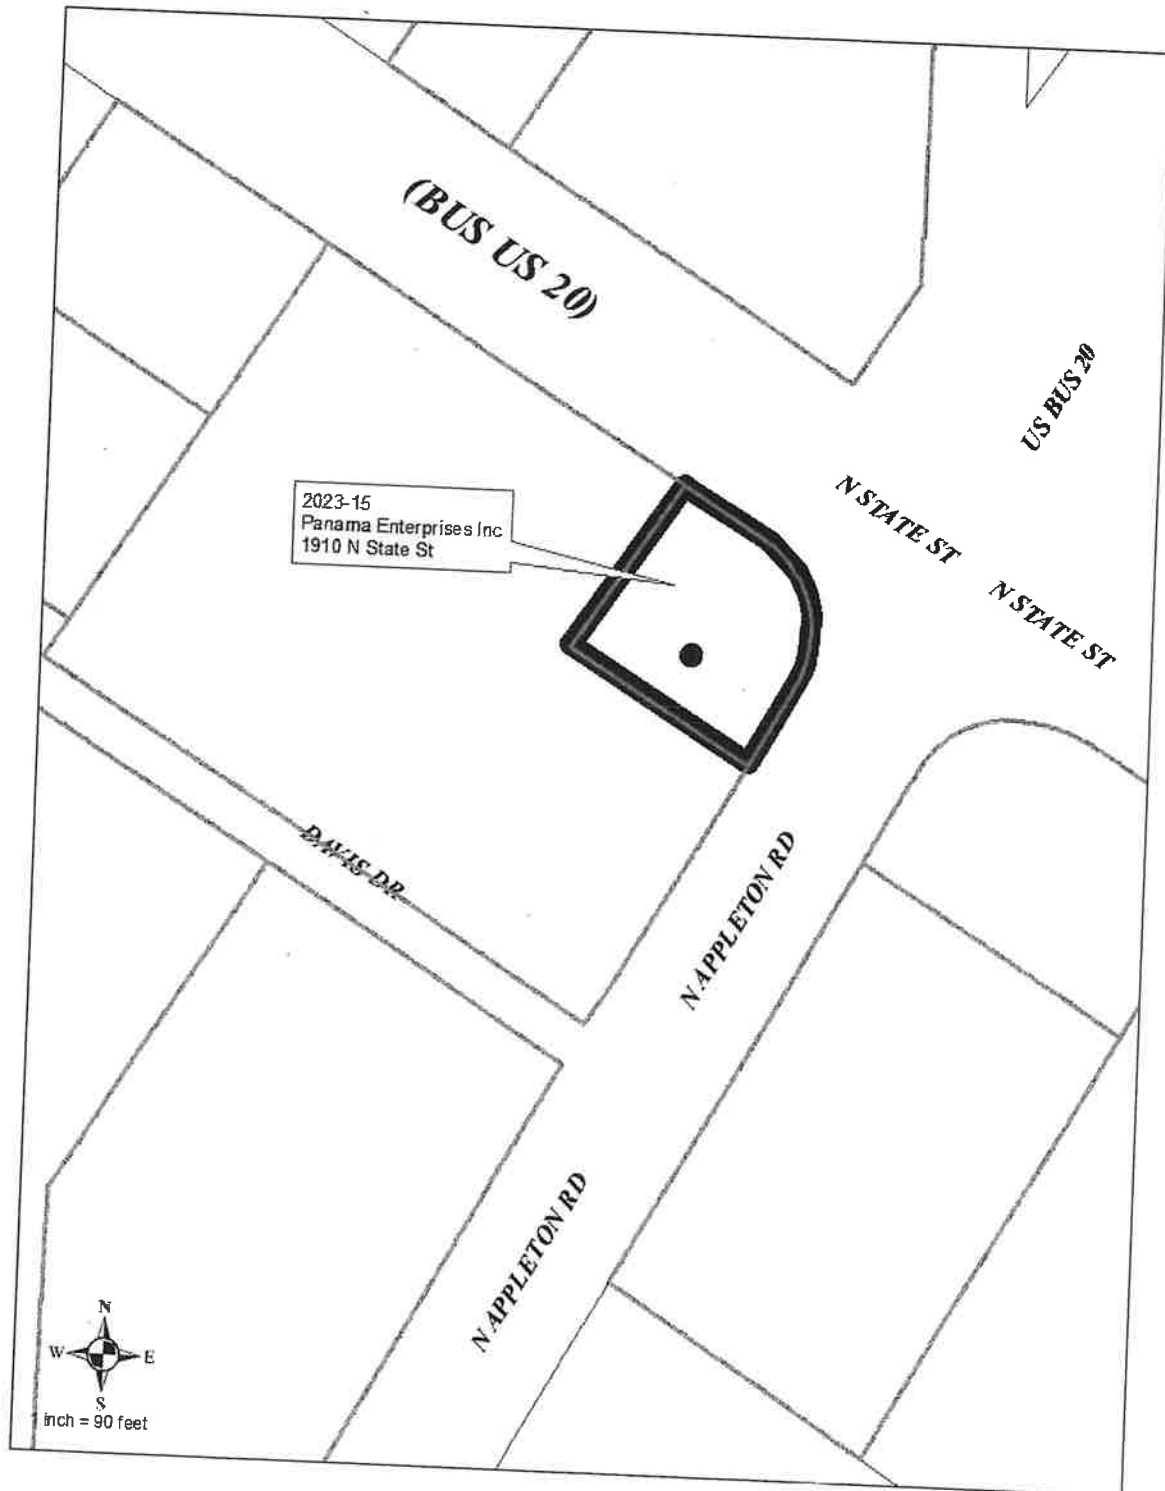 (BUS US 20)
US BUS 20
N STATE ST
N STATE ST
2023-15
Panama Enterprises Inc
1910 N State St
DAVIS DR
N APPLETON RD
N APPLETON RD
N
W
E
S
inch = 90 feet